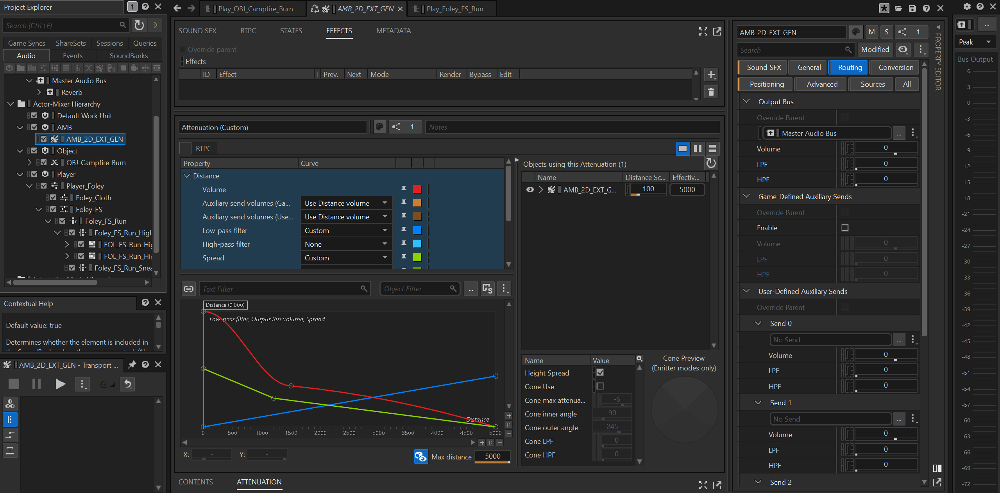 Project Explorer
1
Search (Ctrl+F)
Game Syncs
ShareSets
Sessions
Queries
Audio
Events
SoundBanks
Master Audio Bus
Reverb
Actor-Mixer Hierarchy
Default Work Unit
AMB
AMB_2D_EXT_GEN
Object
OBJ_Campfire_Burn
Player
Player_Foley
Foley_Cloth
Foley_FS
Foley_FS_Run
Foley_FS_Run_High
FOL_FS_Run_Hi
FOL_FS_Run_Hi
Foley_FS_Run_Snea
Contextual Help
Default value: true
Determines whether the element is included in
AMB_2D_EXT_GEN - Transport ...
Play_OBJ_Campfire_Burn
AMB_2D_EXT_GEN
Play_Foley_FS_Run
SOUND SFX
RTPC
STATES
EFFECTS
METADATA
Override parent
Effects
ID
Effect
Prev.
Next
Mode
Render
Bypass
Edit
Attenuation (Custom)
1
Notes
RTPC
Property
Curve
Distance
Volume
Auxiliary send volumes (Ga...
Use Distance volume
Auxiliary send volumes (Use...
Use Distance volume
Low-pass filter
Custom
High-pass filter
None
Spread
Custom
Text Filter
Object Filter
...
M S
Distance (0.000)
Low-pass filter, Output Bus volume, Spread
Distance
0
500
1000
1500
2000
2500
3000
3500
4000
4500
5000
X:
-
Y:
-
Max distance
5000
Objects using this Attenuation (1)
Name
Distance Sc...
Effectiv...
AMB_2D_EXT_G...
100
5000
Name
Value
Height Spread
Cone Use
Cone max attenua...
-6
Cone inner angle
90
Cone outer angle
245
Cone LPF
0
Cone HPF
0
Cone Preview
(Emitter modes only)
CONTENTS
ATTENUATION
AMB_2D_EXT_GEN
M
S
1
Search
Modified
Sound SFX
General
Routing
Conversion
Positioning
Advanced
Sources
All
PROPERTY EDITOR
Output Bus
Override Parent
Master Audio Bus
...
Volume
0
LPF
0
HPF
0
Game-Defined Auxiliary Sends
Override Parent
Enable
Volume
0
LPF
0
HPF
0
User-Defined Auxiliary Sends
Override Parent
Send 0
No Send
...
Volume
0
LPF
0
HPF
0
Send 1
No Send
...
Volume
0
LPF
0
HPF
0
Send 2
...
Peak
Bus Output
6
3
0
-3
-6
-9
-12
-15
-18
-21
-24
-27
-30
-33
-36
-39
-42
-45
-48
-51
-54
-57
-60
-63
-66
-69
-72